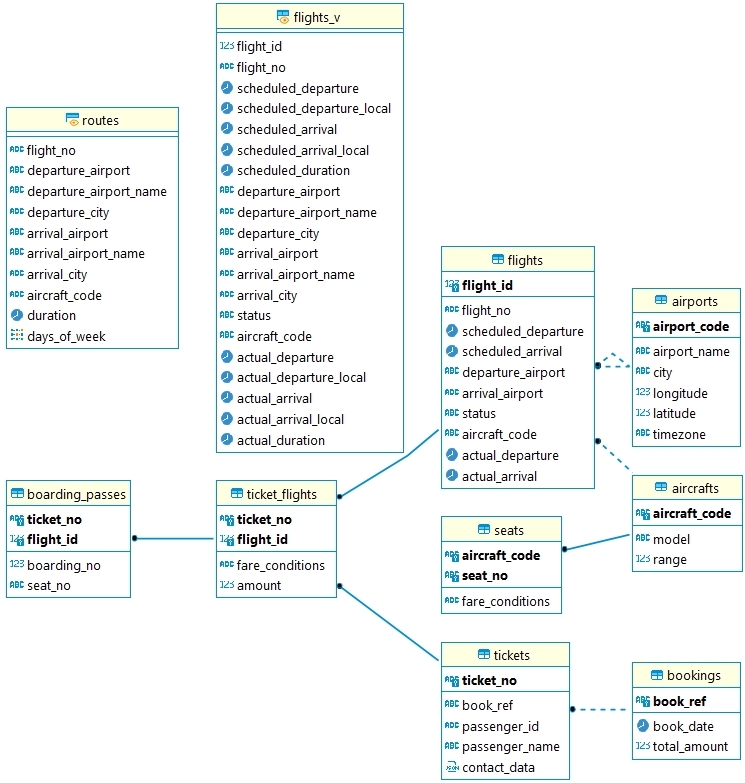 flights_v
flight_id
flight_no
scheduled_departure
scheduled_departure_local
scheduled_arrival
scheduled_arrival_local
scheduled_duration
departure_airport
departure_airport_name
departure_city
arrival_airport
arrival_airport_name
arrival_city
status
aircraft_code
actual_departure
actual_departure_local
actual_arrival
actual_arrival_local
actual_duration
routes
flight_no
departure_airport
departure_airport_name
departure_city
arrival_airport
arrival_airport_name
arrival_city
aircraft_code
duration
days_of_week
flights
flight_id
flight_no
scheduled_departure
scheduled_arrival
departure_airport
arrival_airport
status
aircraft_code
actual_departure
actual_arrival
airports
airport_code
airport_name
city
longitude
latitude
timezone
boarding_passes
ticket_no
flight_id
boarding_no
seat_no
ticket_flights
ticket_no
flight_id
fare_conditions
amount
seats
aircraft_code
seat_no
fare_conditions
aircrafts
aircraft_code
model
range
tickets
ticket_no
book_ref
passenger_id
passenger_name
contact_data
bookings
book_ref
book_date
total_amount